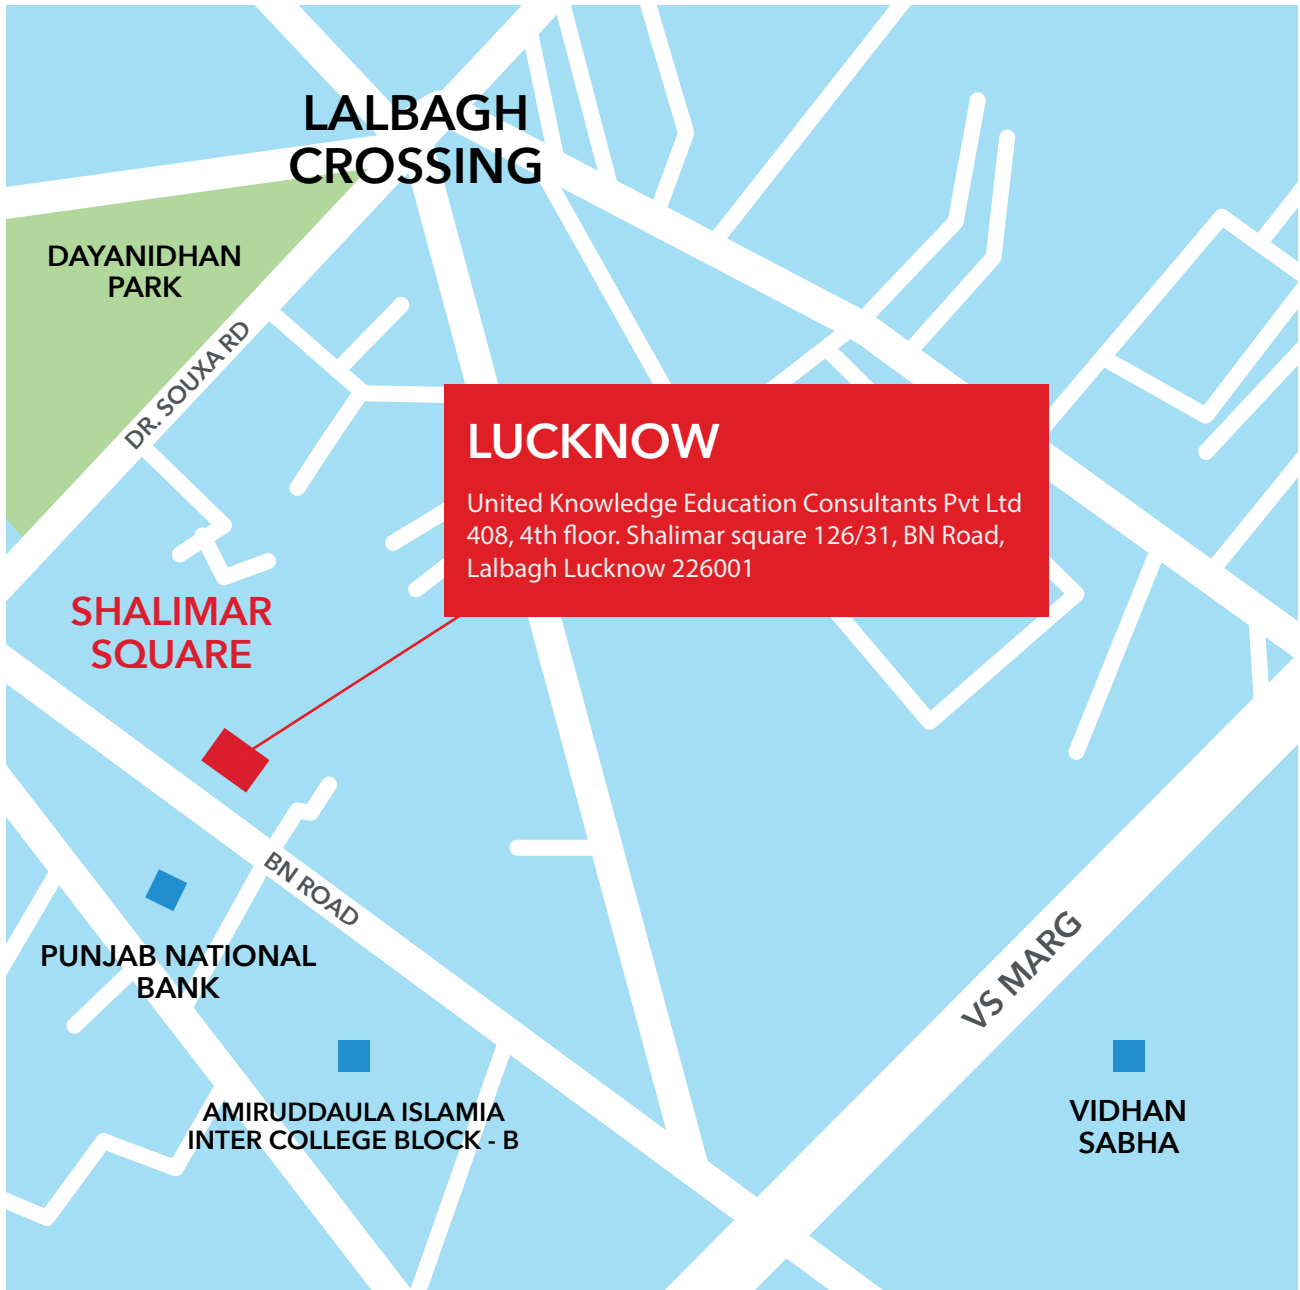 LALBAGH
CROSSING
DAYANIDHAN
PARK
DR. SOUXA RD
LUCKNOW
United Knowledge Education Consultants Pvt Ltd
408, 4th floor. Shalimar square 126/31, BN Road,
Lalbagh Lucknow 226001
SHALIMAR
SQUARE
BN ROAD
PUNJAB NATIONAL
BANK
VS MARG
AMIRUDDAULA ISLAMIA
INTER COLLEGE BLOCK - B
VIDHAN
SABHA